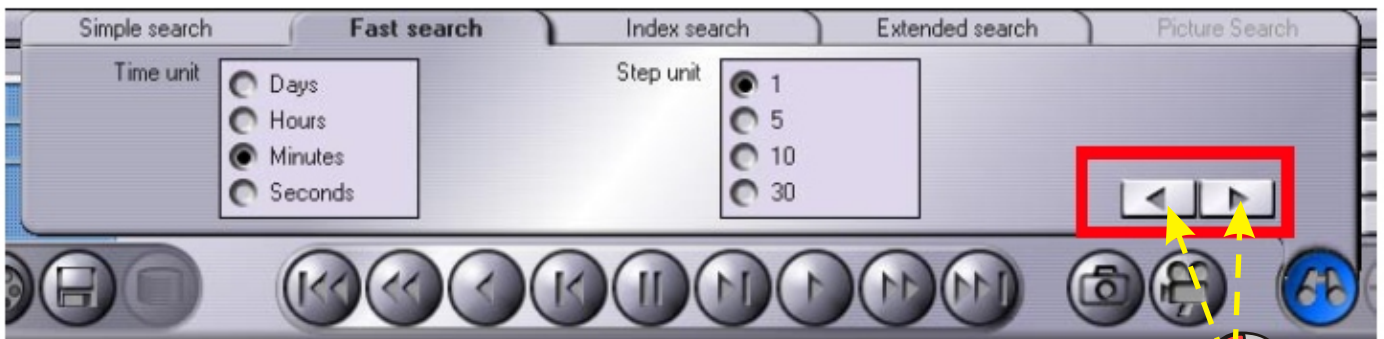 Simple search
Fast search
Index search
Extended search
Picture Search
Time unit
Days
Hours
Minutes
Seconds
Step unit
1
5
10
30